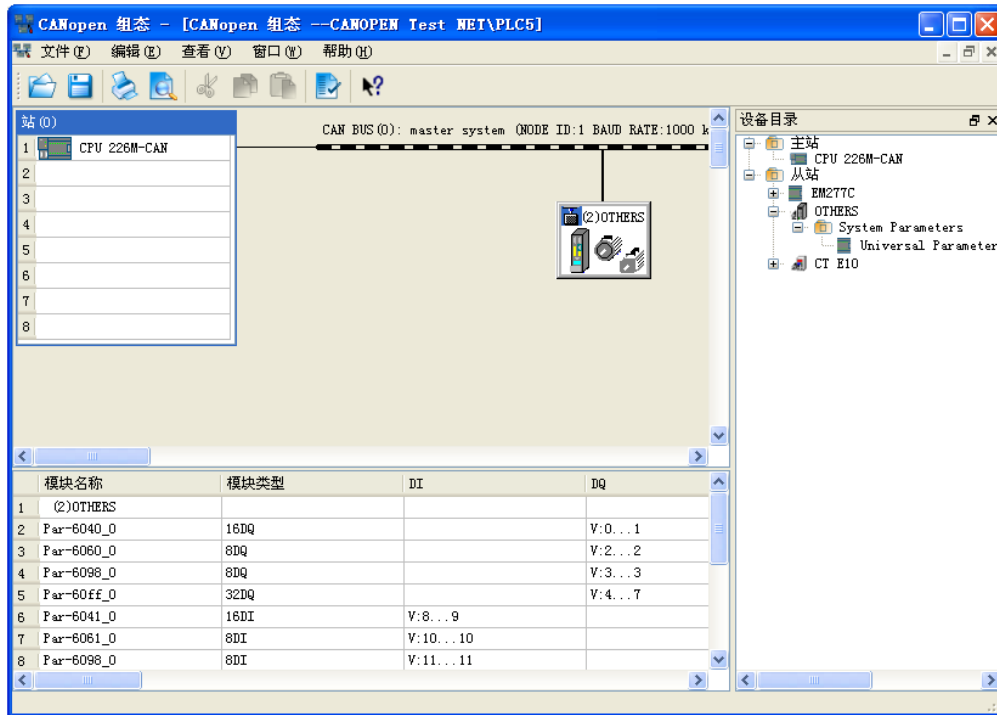 CANopen 组态 - [CANopen 组态 --CANOPEN Test NET\PLC5]
文件(F) 编辑(E) 查看(V) 窗口(W) 帮助(H)
站(0)
1 CPU 226M-CAN
2
3
4
5
6
7
8
CAN BUS(0): master system (NODE ID:1 BAUD RATE:1000 k
(2)OTHERS
设备目录
主站
CPU 226M-CAN
从站
EM277C
OTHERS
System Parameters
Universal Parameter
CT E10
模块名称 模块类型 DI DQ
1 (2)OTHERS
2 Par-6040_0 16DQ V:0...1
3 Par-6060_0 8DQ V:2...2
4 Par-6098_0 8DQ V:3...3
5 Par-60ff_0 32DQ V:4...7
6 Par-6041_0 16DI V:8...9
7 Par-6061_0 8DI V:10...10
8 Par-6098_0 8DI V:11...11